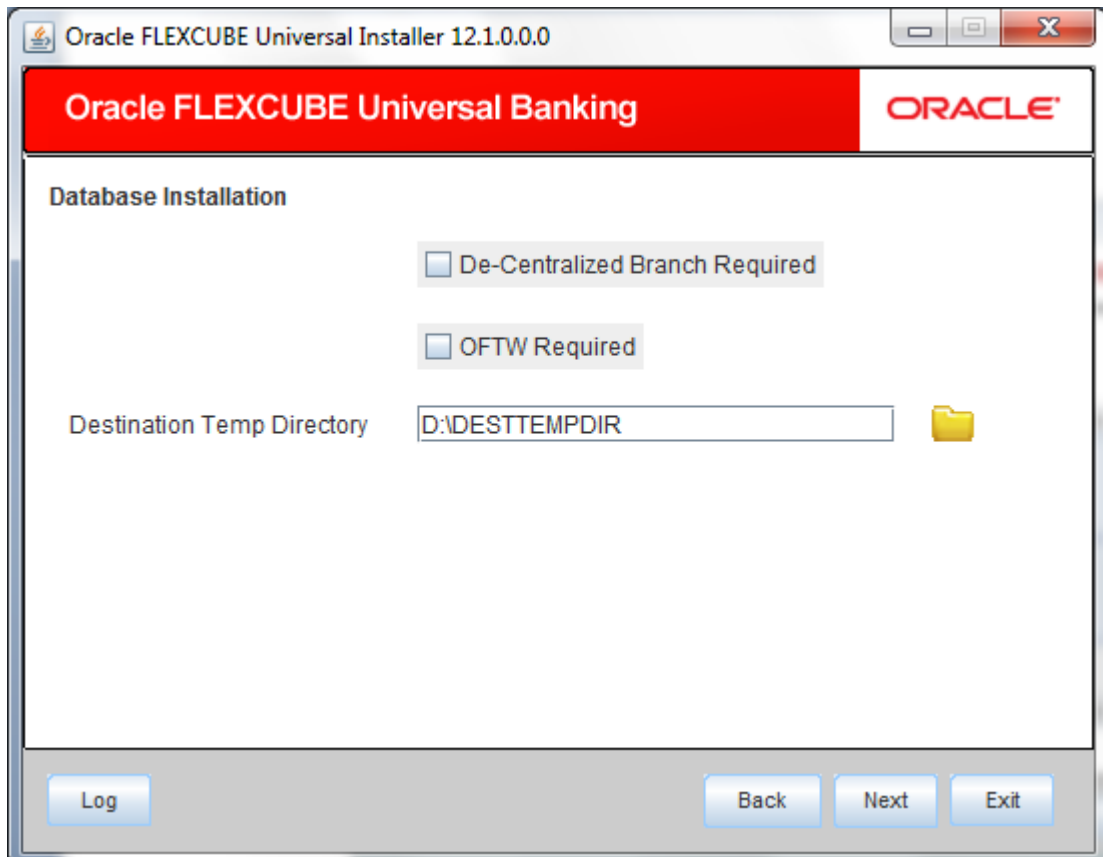 Oracle FLEXCUBE Universal Installer 12.1.0.0.0
Oracle FLEXCUBE Universal Banking
ORACLE
Database Installation
De-Centralized Branch Required
OFTW Required
Destination Temp Directory D:\DESTTEMPDIR
Log Back Next Exit